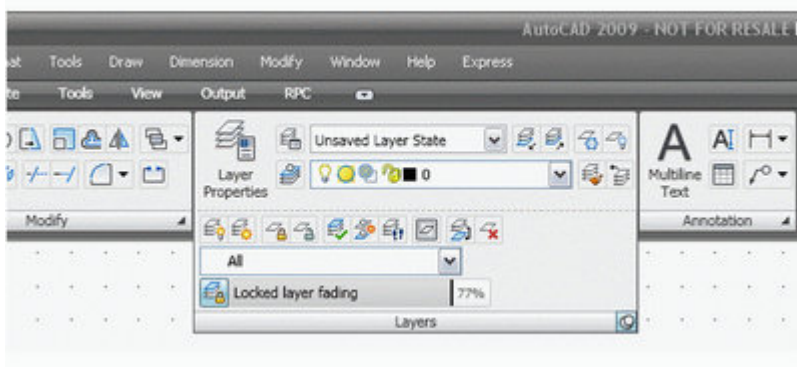 AutoCAD 2009 - NOT FOR RESALE
Tools Draw Dimension Modify Window Help Express
Tools View Output RPC
Unsaved Layer State
A AI
Layer Properties
0
Multiline Text
Modify
Annotation
All
Locked layer fading 77%
Layers